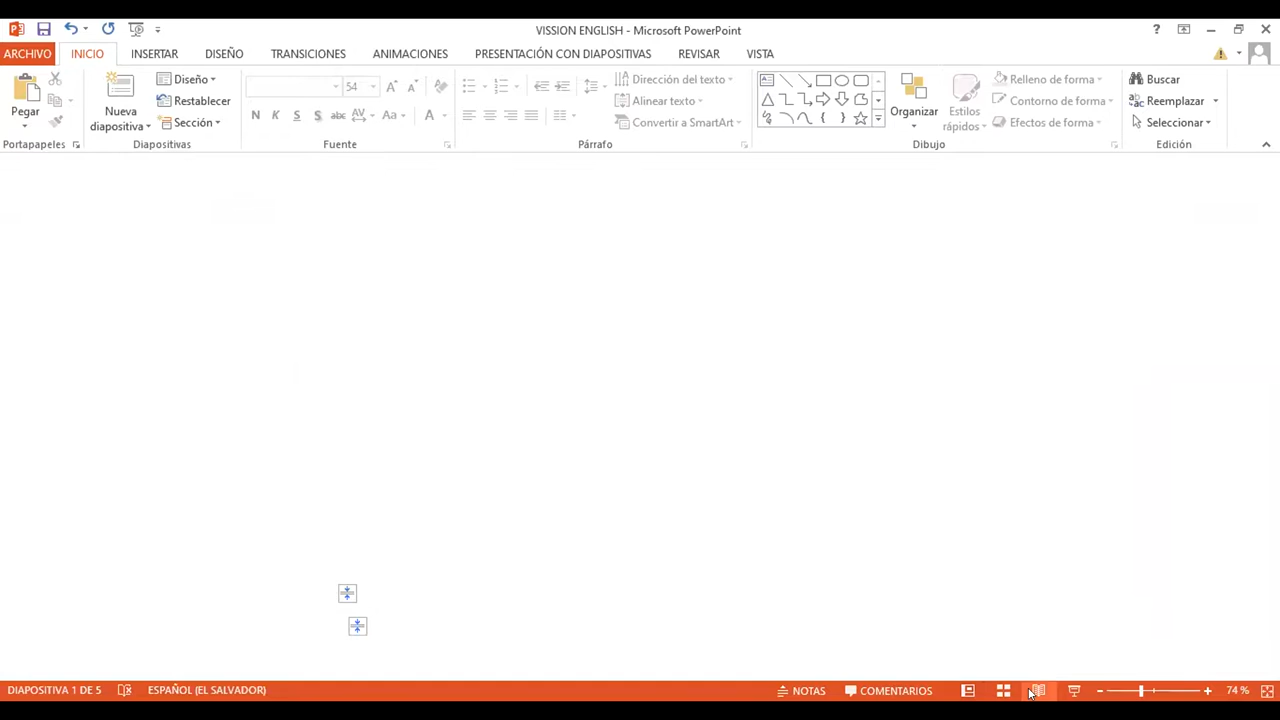 VISSION ENGLISH - Microsoft PowerPoint
?
ARCHIVO INICIO INSERTAR DISEÑO TRANSICIONES ANIMACIONES PRESENTACIÓN CON DIAPOSITIVAS REVISAR VISTA
Pegar
Nueva diapositiva
Diseño
Restablecer
Sección
54
N K S S abc AV Aa A
Dirección del texto
Alinear texto
Convertir a SmartArt
Organizar
Estilos rápidos
Relleno de forma
Contorno de forma
Efectos de forma
Buscar
Reemplazar
Seleccionar
Portapapeles Diapositivas Fuente Párrafo Dibujo Edición
DIAPOSITIVA 1 DE 5 ESPAÑOL (EL SALVADOR) NOTAS COMENTARIOS 74 %